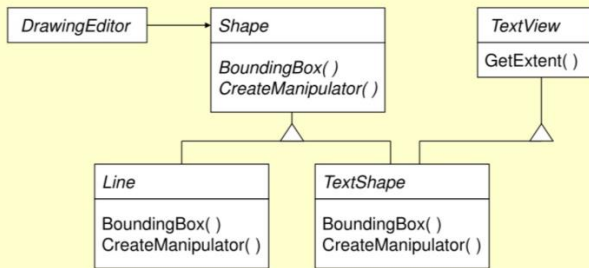 DrawingEditor
Shape
BoundingBox( )
CreateManipulator( )
TextView
GetExtent( )
Line
BoundingBox( )
CreateManipulator( )
TextShape
BoundingBox( )
CreateManipulator( )